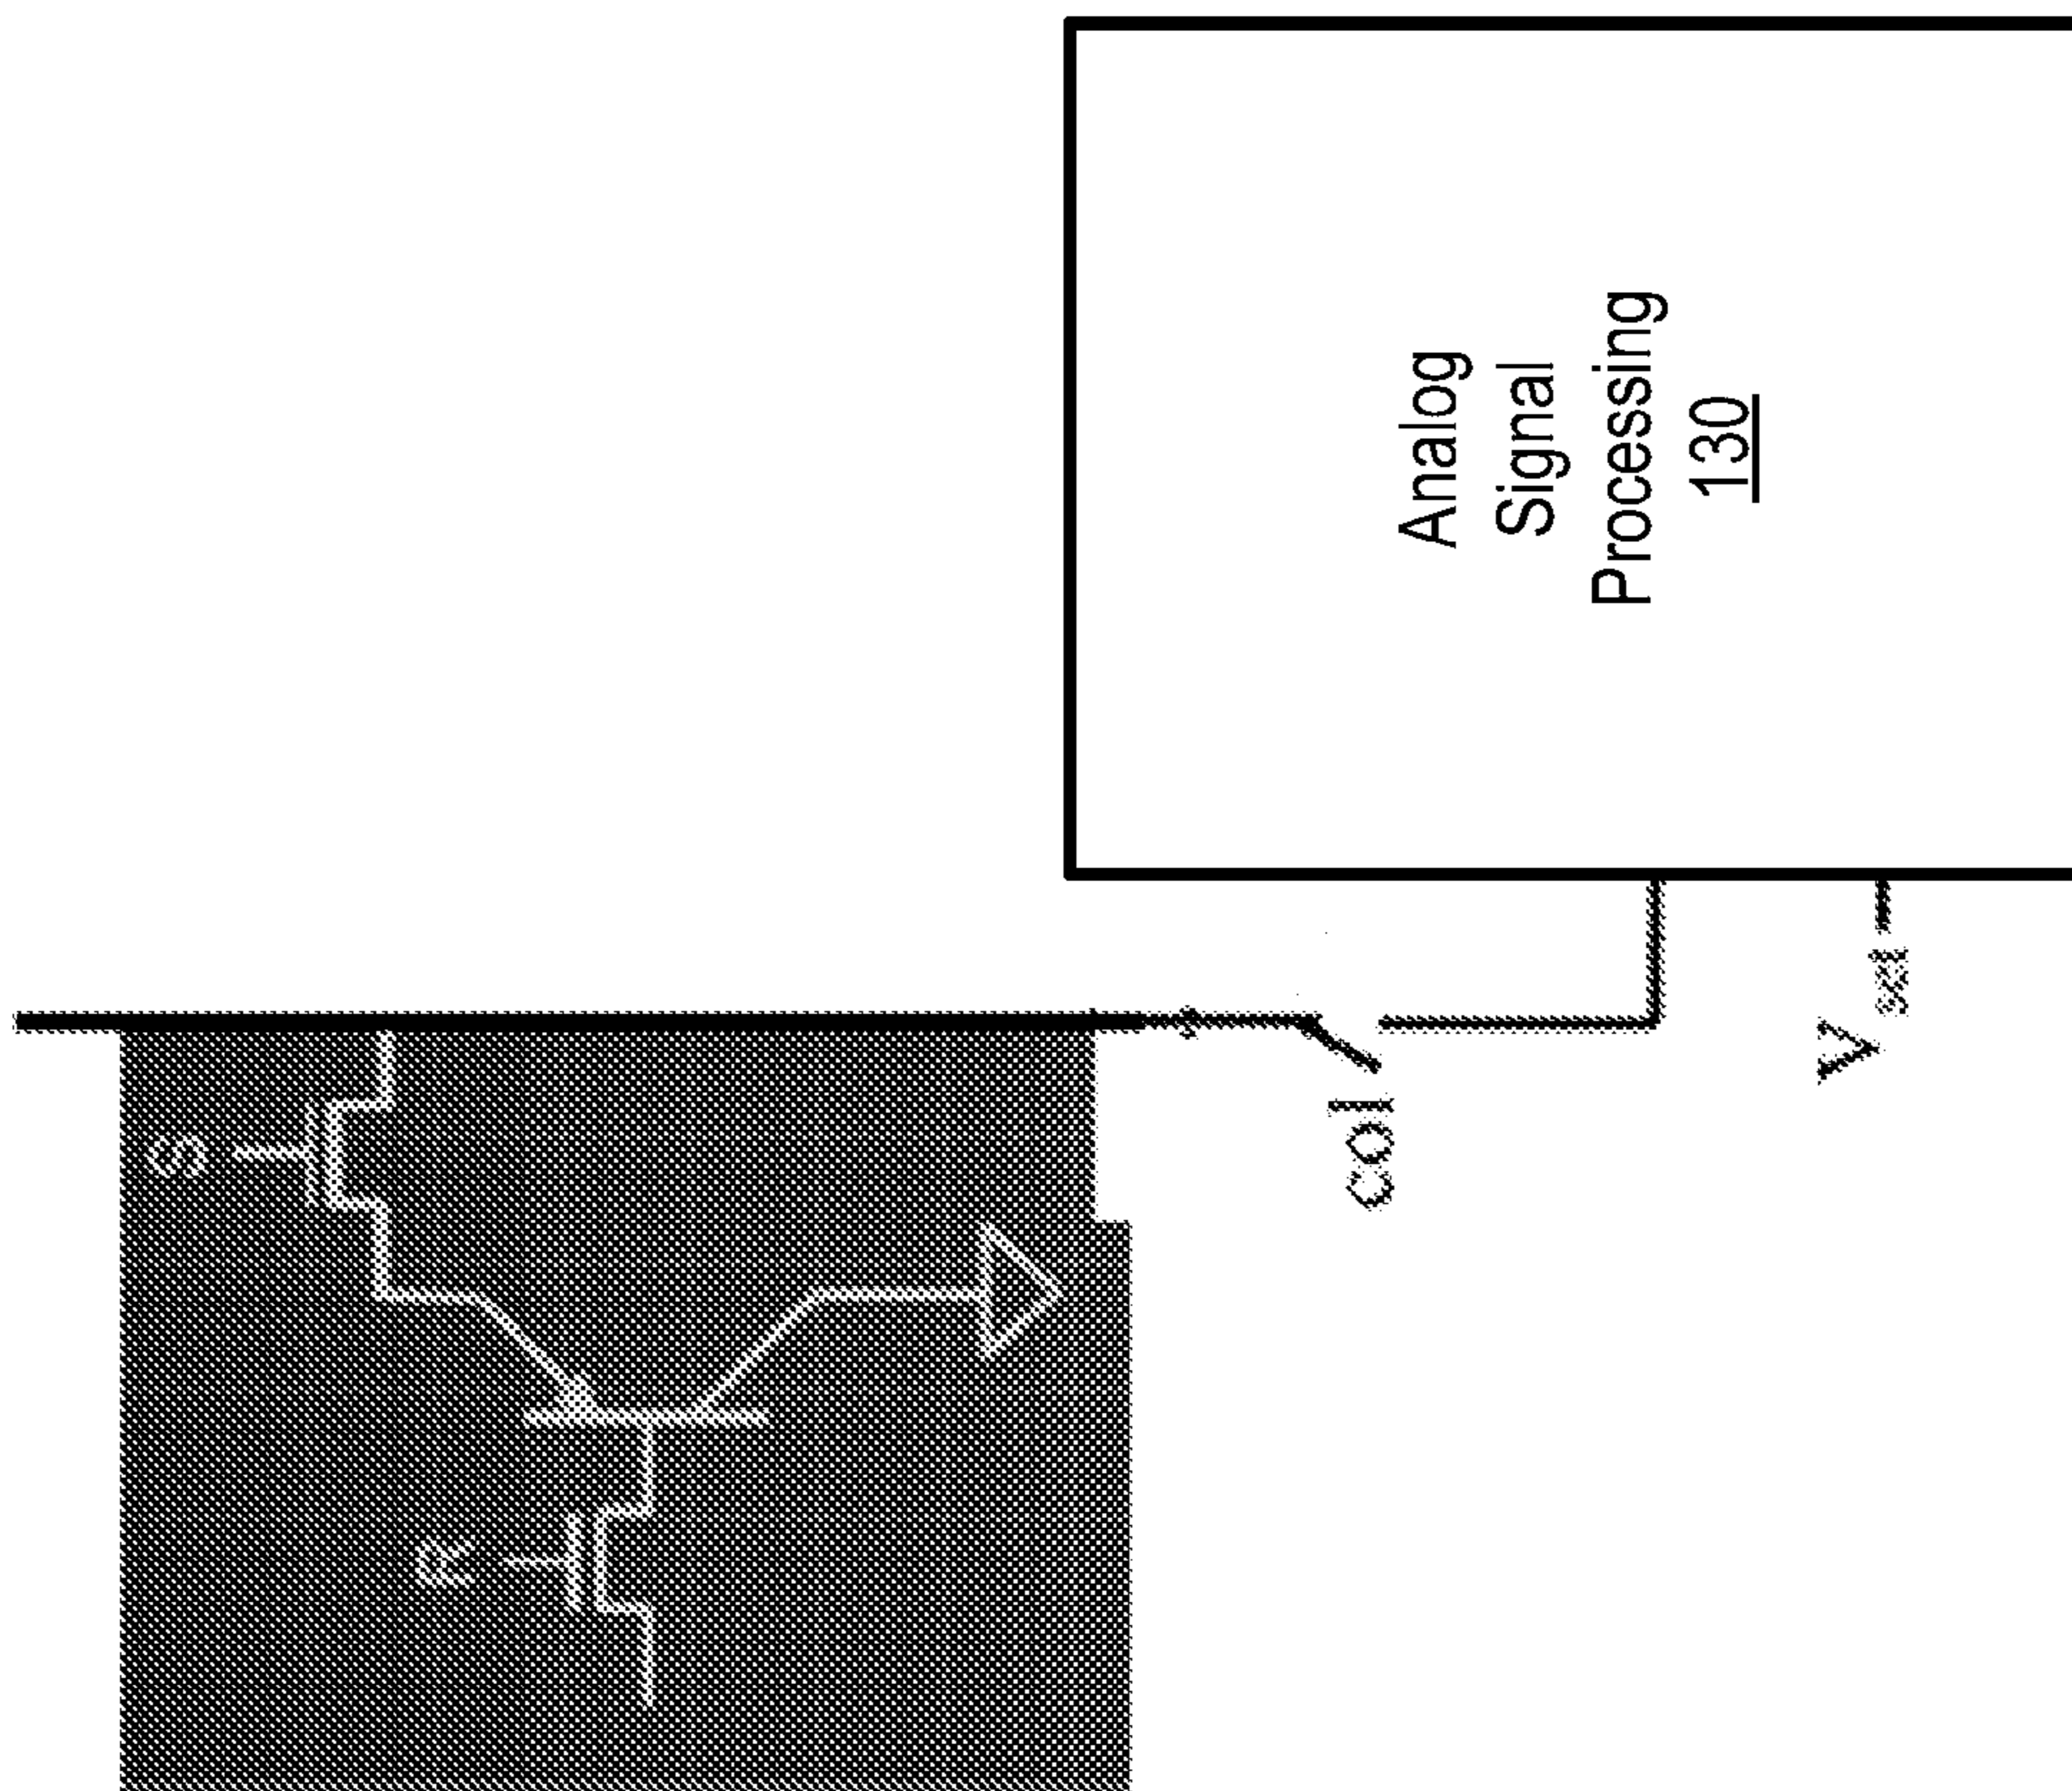 S
R
col
V
Analog
Signal
Processing
130